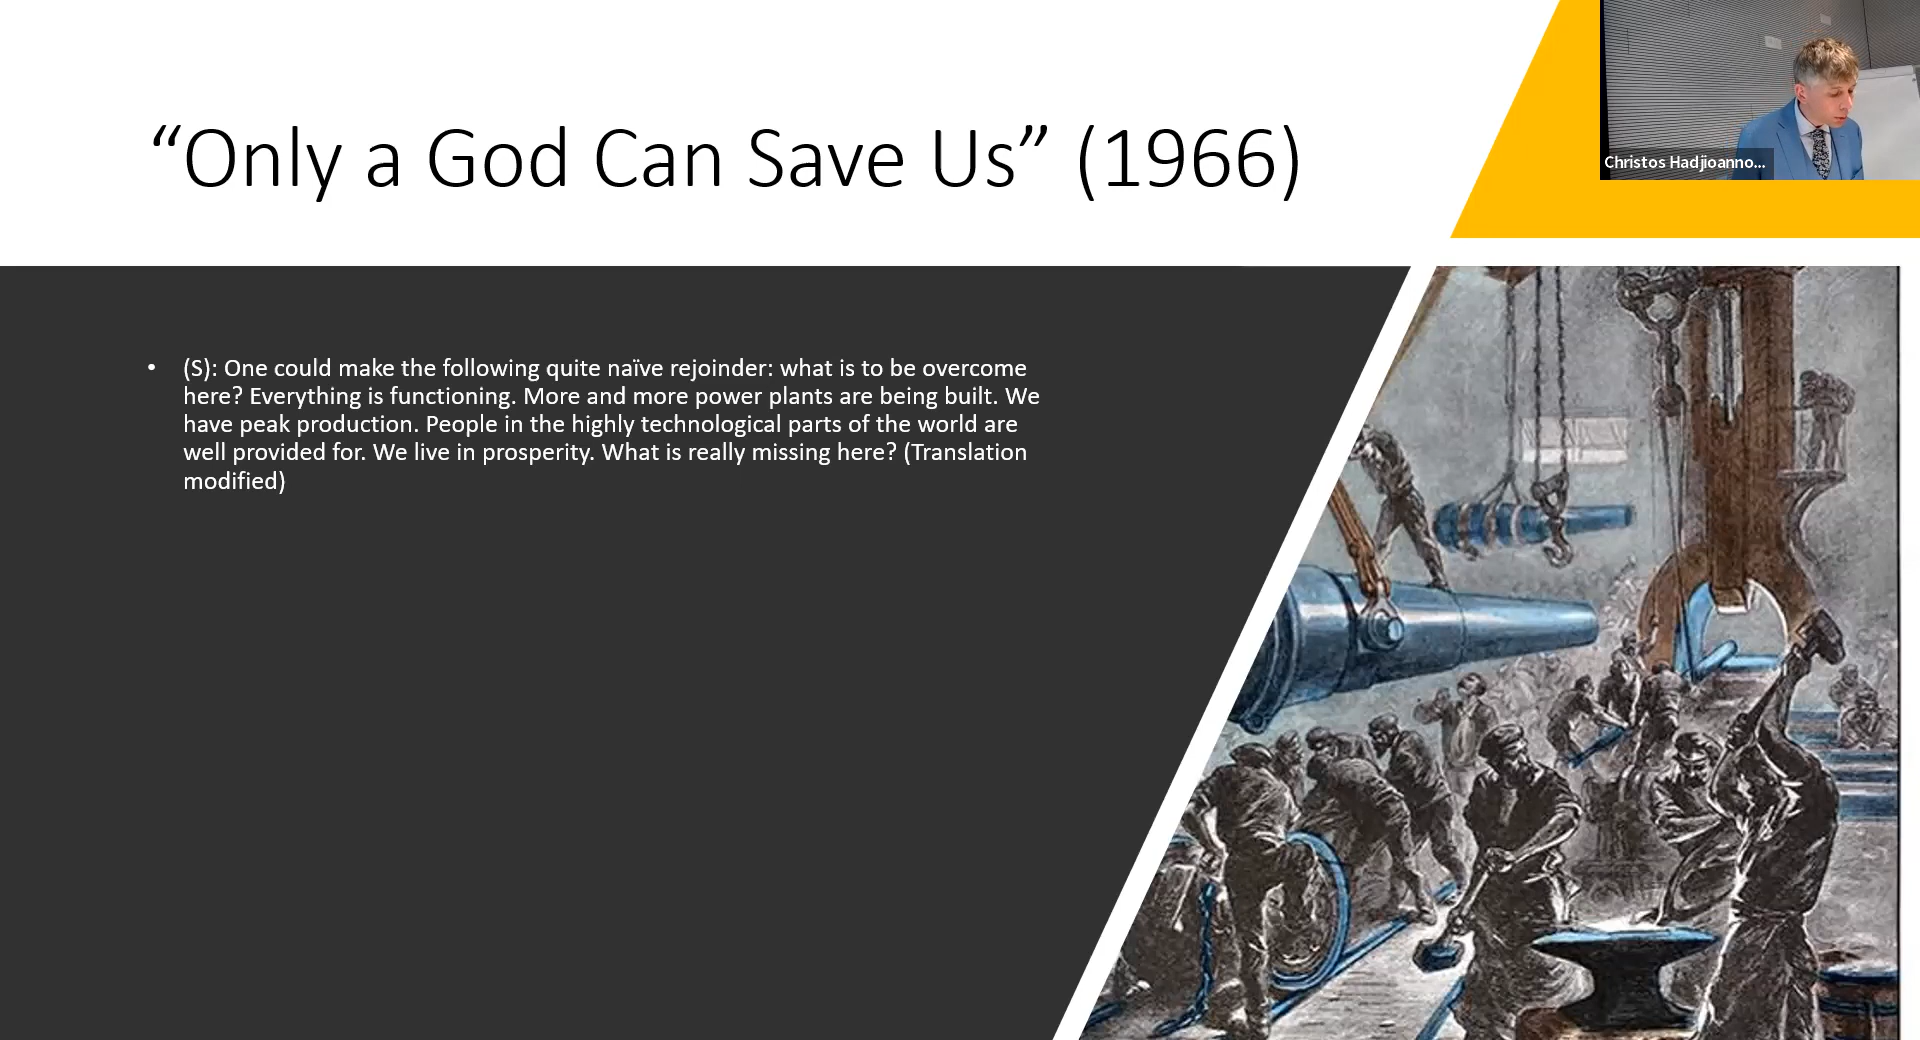 “Only a God Can Save Us” (1966)
Christos Hadjioanno...
• (S): One could make the following quite naïve rejoinder: what is to be overcome
here? Everything is functioning. More and more power plants are being built. We
have peak production. People in the highly technological parts of the world are
well provided for. We live in prosperity. What is really missing here? (Translation
modified)